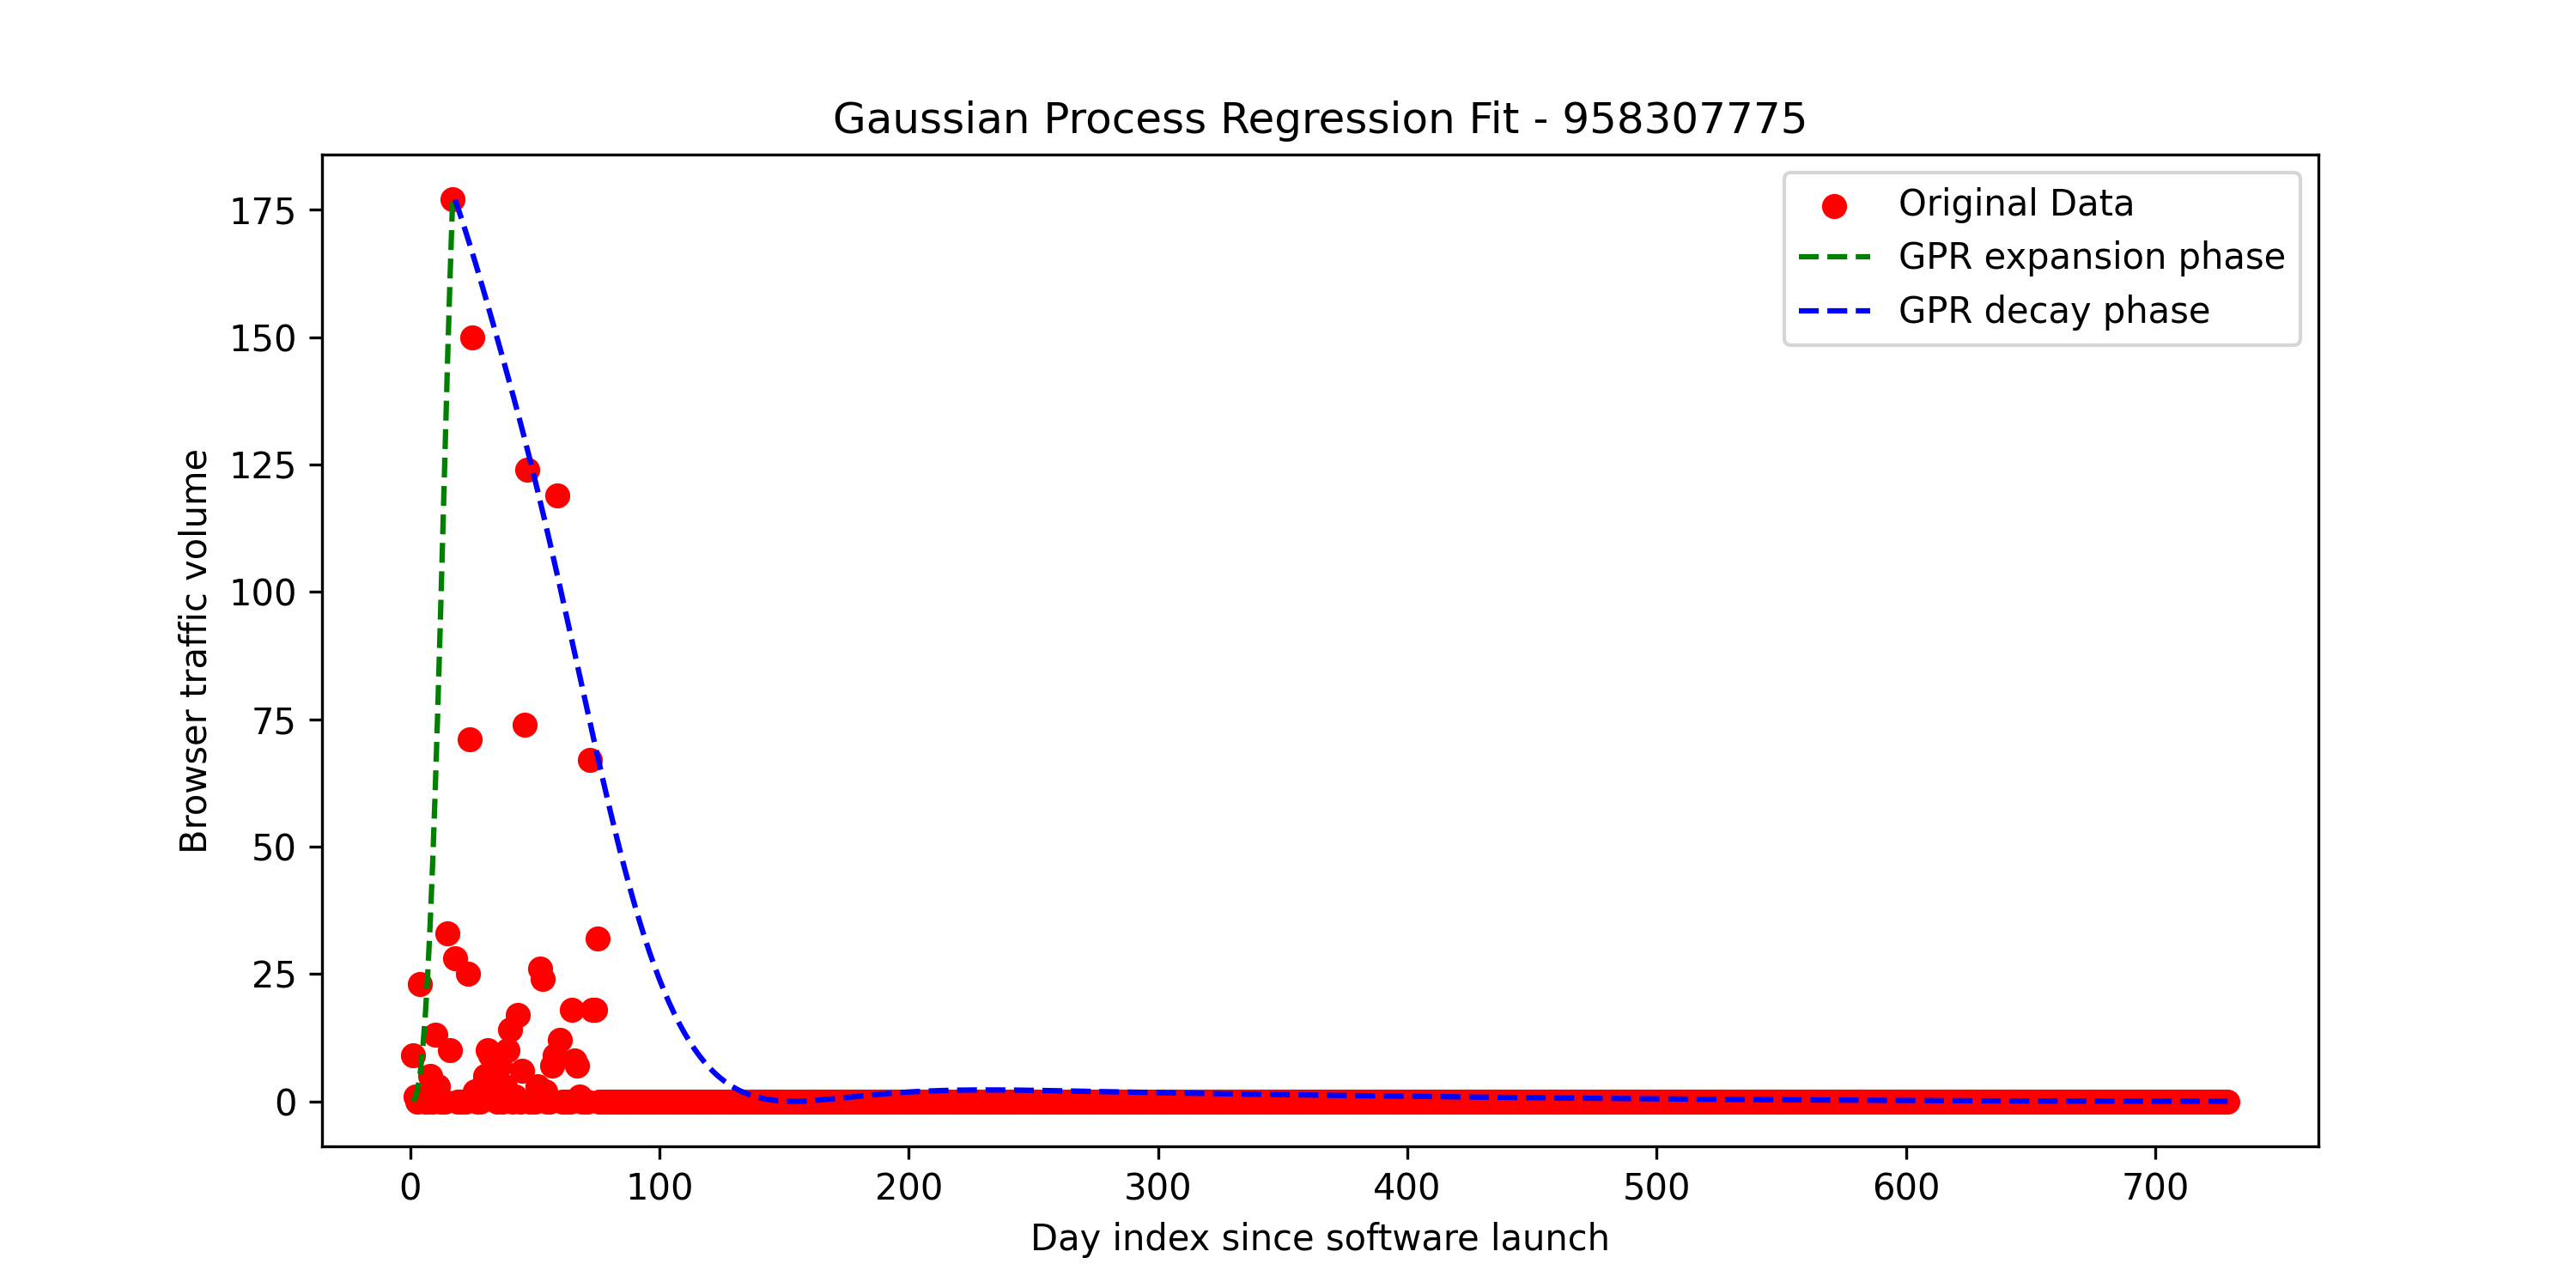 Gaussian Process Regression Fit - 958307775
Original Data
GPR expansion phase
GPR decay phase
Browser traffic volume
175
150
125
100
75
50
25
0
0 100 200 300 400 500 600 700
Day index since software launch